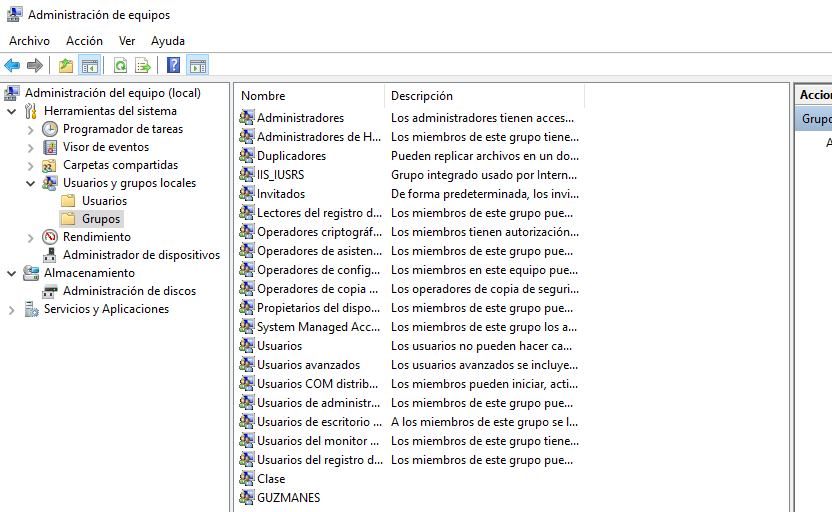 Administración de equipos
Archivo Acción Ver Ayuda
Administración del equipo (local)
Herramientas del sistema
Programador de tareas
Visor de eventos
Carpetas compartidas
Usuarios y grupos locales
Usuarios
Grupos
Rendimiento
Administrador de dispositivos
Almacenamiento
Administración de discos
Servicios y Aplicaciones
Nombre Descripción
Administradores Los administradores tienen acces...
Administradores de H... Los miembros de este grupo tiene...
Duplicadores Pueden replicar archivos en un do...
IIS_IUSRS Grupo integrado usado por Intern...
Invitados De forma predeterminada, los invi...
Lectores del registro d... Los miembros de este grupo pue...
Operadores criptográf... Los miembros tienen autorización...
Operadores de asisten... Los miembros de este grupo pue...
Operadores de config... Los miembros en este equipo pue...
Operadores de copia ... Los operadores de copia de seguri...
Propietarios del dispo... Los miembros de este grupo pue...
System Managed Acc... Los miembros de este grupo los a...
Usuarios Los usuarios no pueden hacer ca...
Usuarios avanzados Los usuarios avanzados se incluye...
Usuarios COM distrib... Los miembros pueden iniciar, acti...
Usuarios de administr... Los miembros de este grupo pue...
Usuarios de escritorio ... A los miembros de este grupo se l...
Usuarios del monitor ... Los miembros de este grupo tiene...
Usuarios del registro d... Los miembros de este grupo pue...
Clase
GUZMANES
Accion
Grupo
A